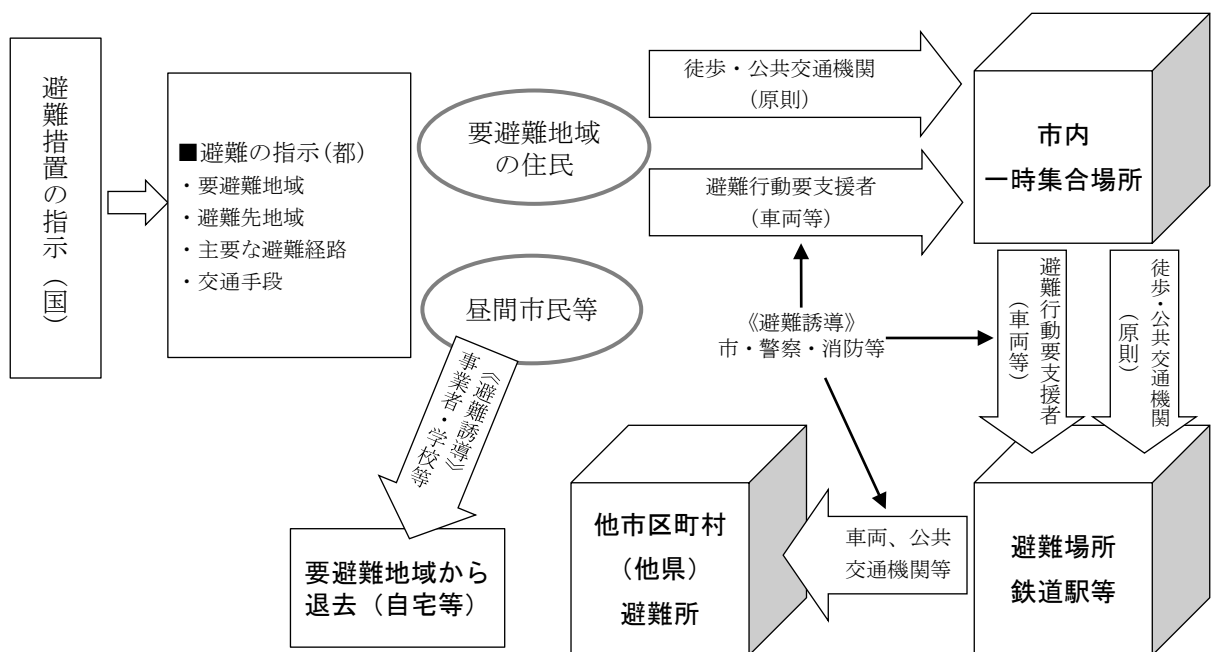 避難措置の指示（国）
■避難の指示(都)
・要避難地域
・避難先地域
・主要な避難経路
・交通手段
要避難地域
の住民
昼間市民等
徒歩・公共交通機関
(原則)
避難行動要支援者
(車両等)
市内
一時集合場所
《避難誘導》
市・警察・消防等
避難行動要支援者
(車両等)
徒歩・公共交通機関
(原則)
《避難誘導》
事業者・学校等
要避難地域から
退去（自宅等）
他市区町村
（他県）
避難所
車両、公共
交通機関等
避難場所
鉄道駅等